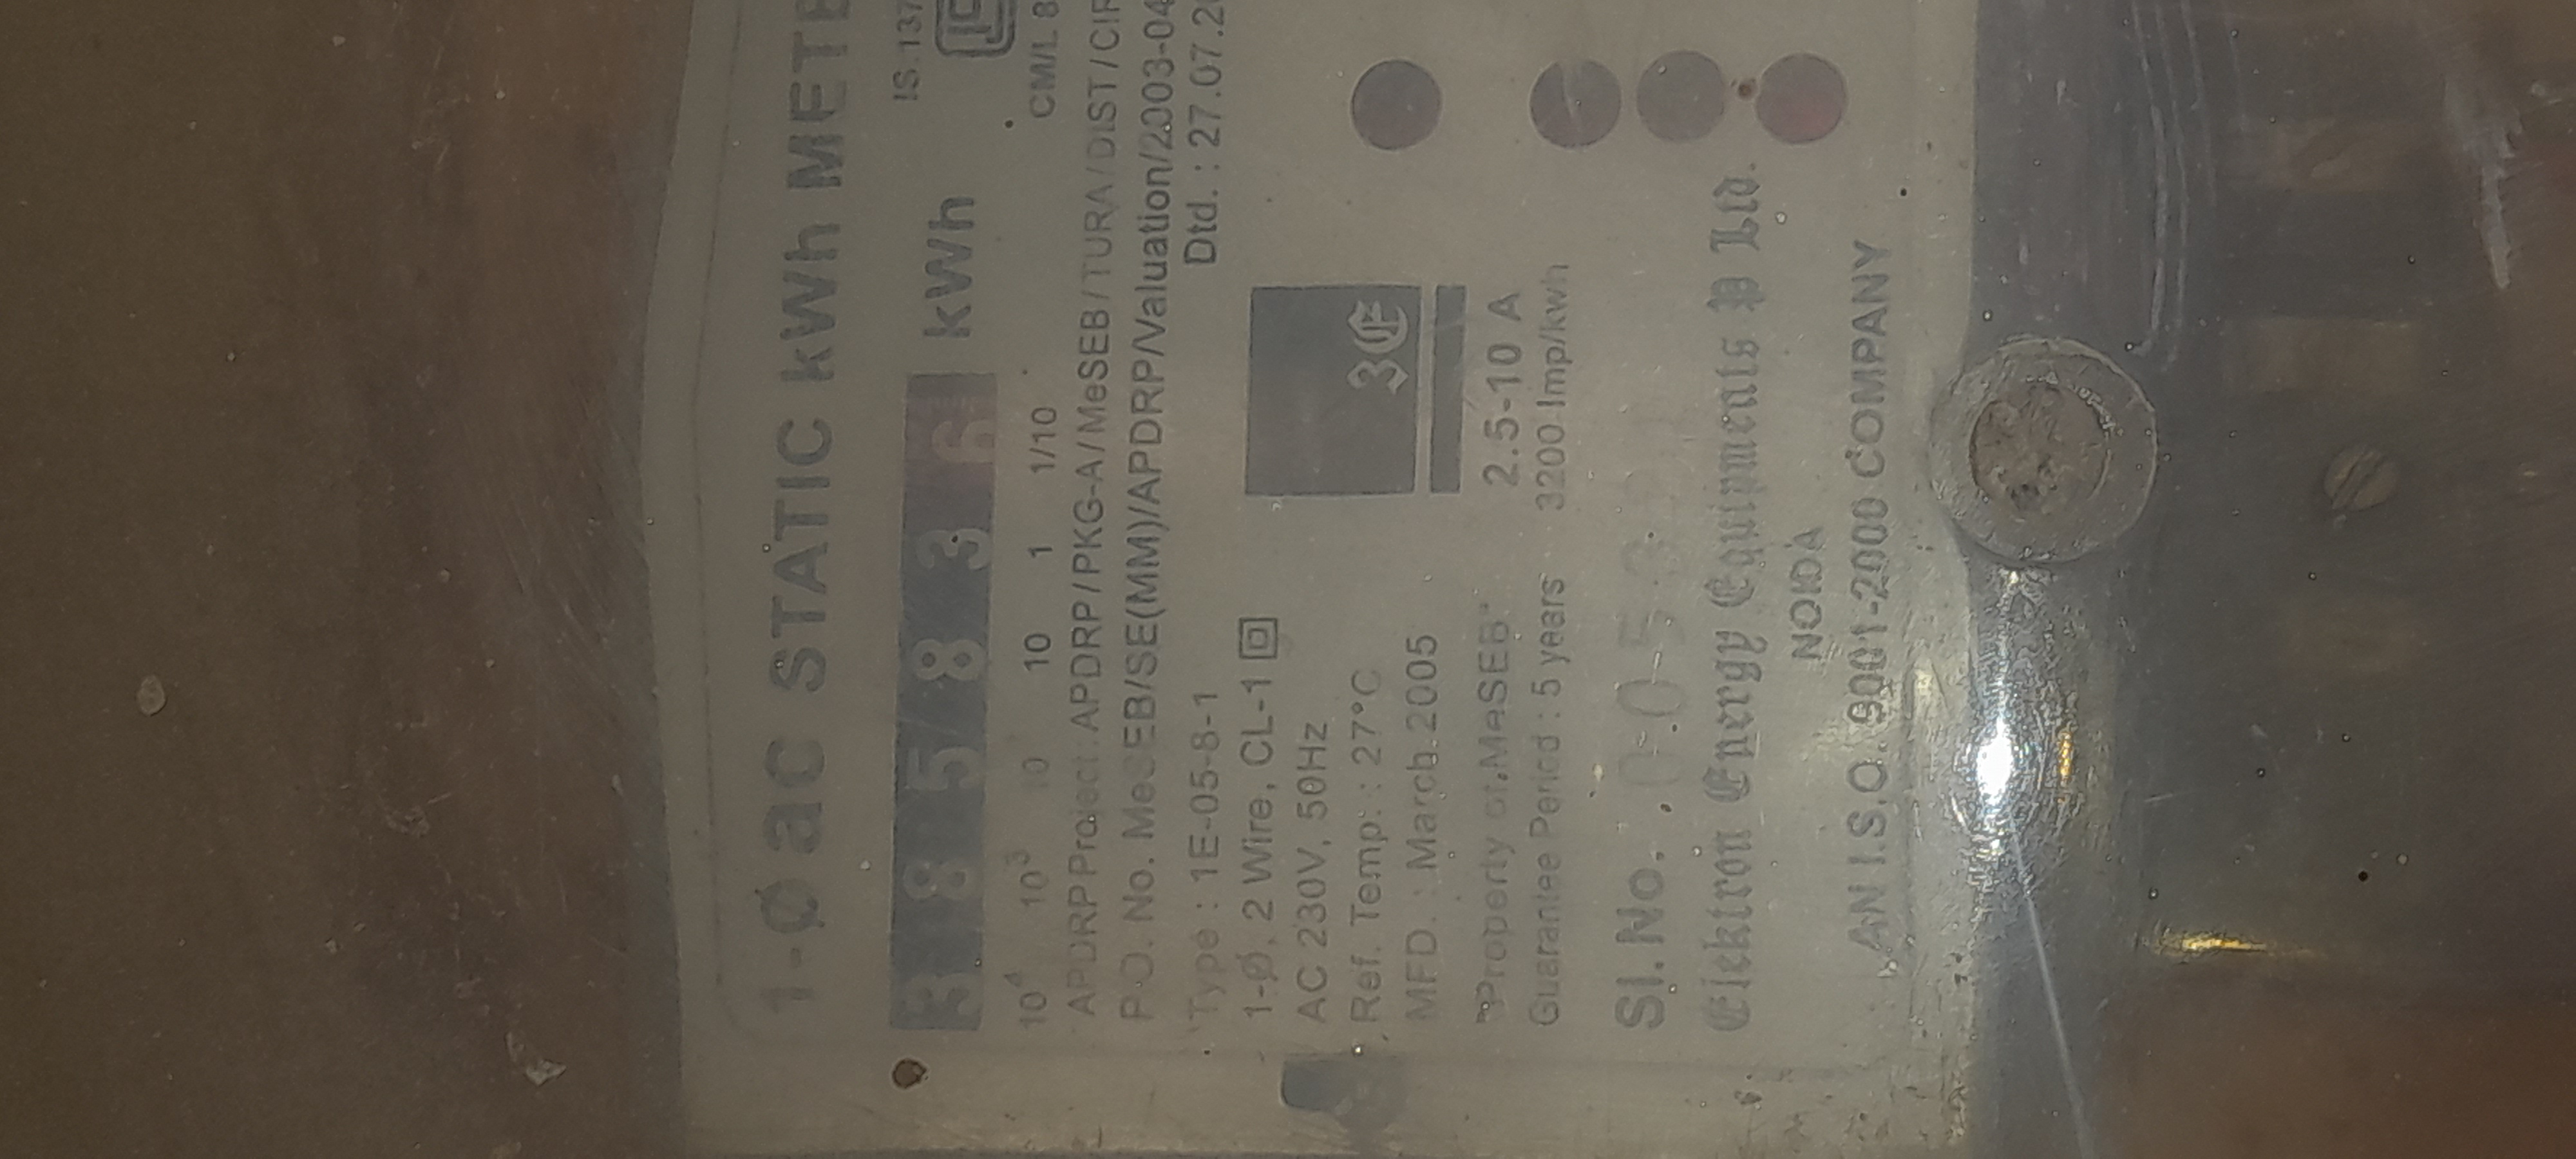 1-Ø ac STATIC kWh METE
IS.137
3 8 5 8 3 6 kWh
10⁴ 10³ 10 1 1/10
CM/L 8
APDRP Project: APDRP/PKG-A/MeSEB/TURA/DIST/CIR
P.O. No. MeSEB/SE(MM)/APDRP/Valuation/2003-04
Dtd. : 27.07.20
Type : 1E-05-8-1
1-Ø, 2 Wire, CL-1
AC 230V, 50Hz
Ref. Temp. : 27°C
MFD. : March.2005
3E
"Property of MeSEB" 2.5-10 A
Guarantee Period : 5 years 3200 Imp/kwh
Sl.No.
Elektron Energy Equipments P Ltd.
NOIDA
AN I.S.O. 9001-2000 COMPANY